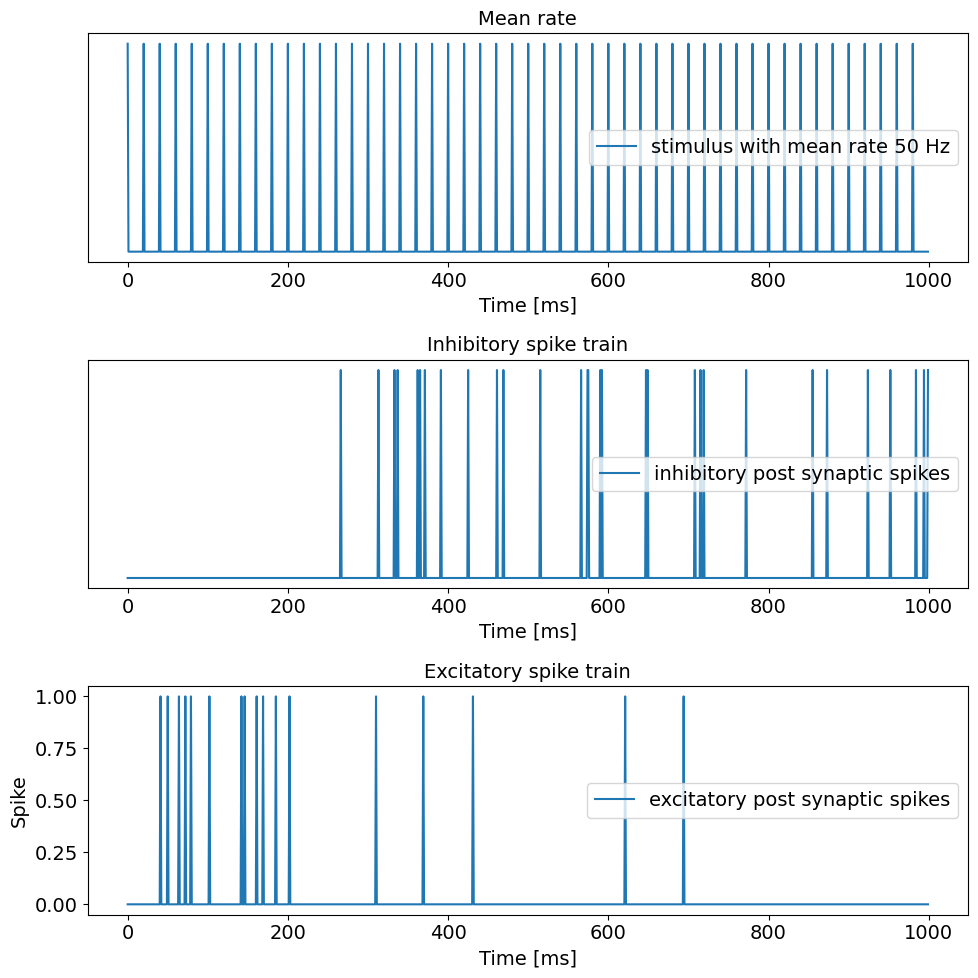 Mean rate
stimulus with mean rate 50 Hz
0 200 400 600 800 1000
Time [ms]
Inhibitory spike train
inhibitory post synaptic spikes
0 200 400 600 800 1000
Time [ms]
Excitatory spike train
1.00
0.75
excitatory post synaptic spikes
0.50
0.25
0.00
Spike
0 200 400 600 800 1000
Time [ms]